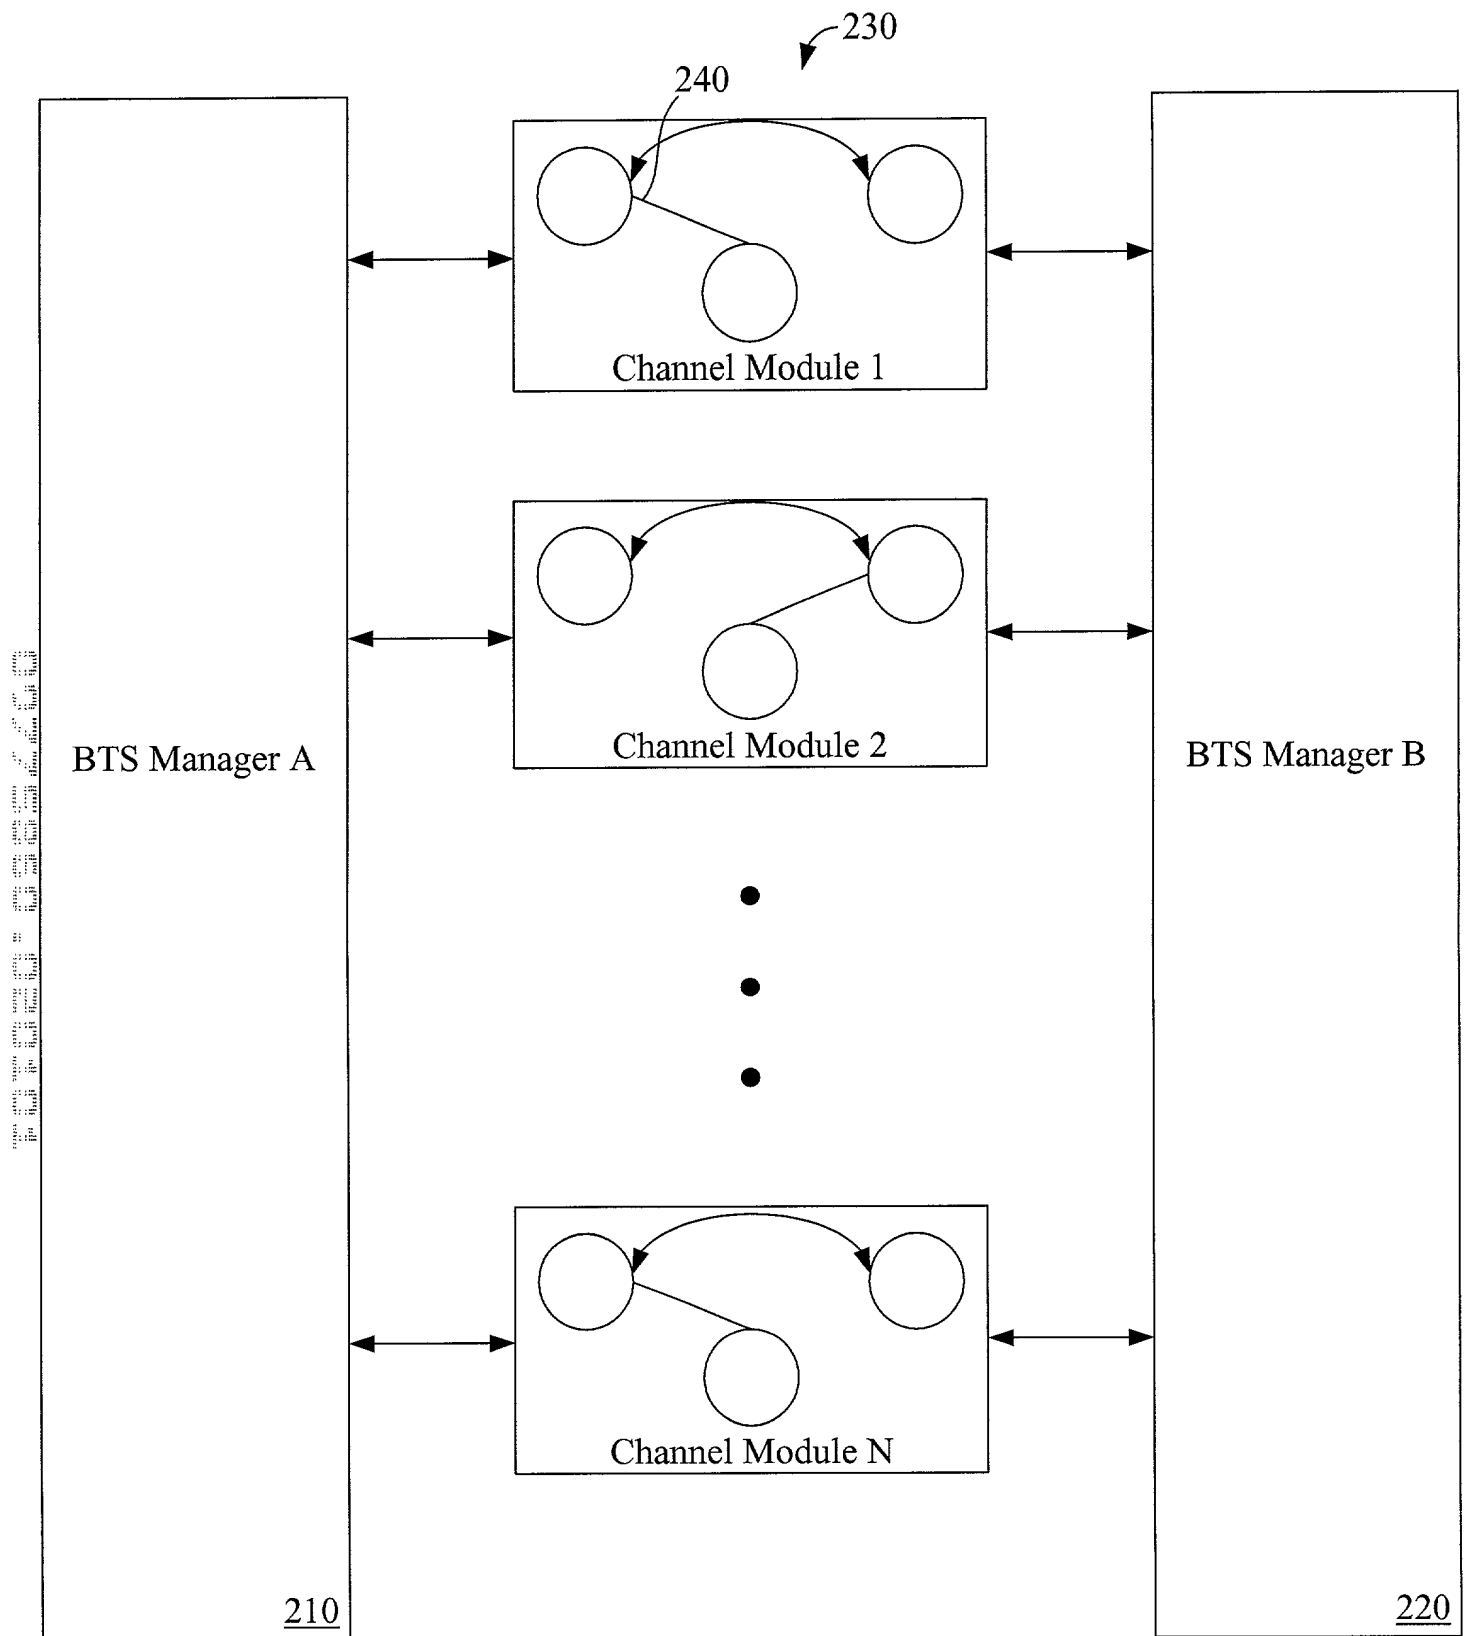 230
240
Channel Module 1
Channel Module 2
BTS Manager A
BTS Manager B
Channel Module N
210
220